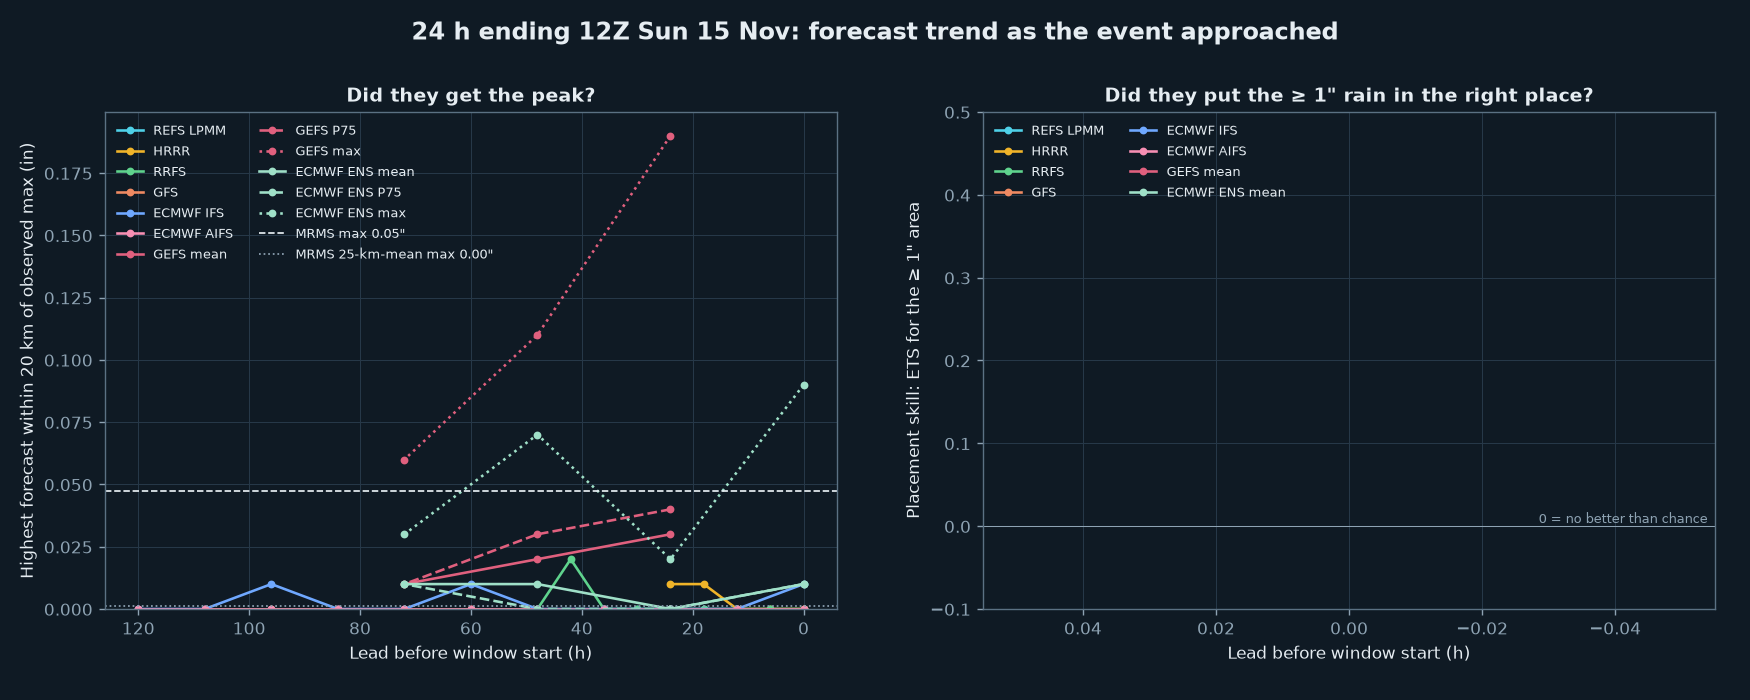 24 h ending 12Z Sun 15 Nov: forecast trend as the event approached
Did they get the peak?
Highest forecast within 20 km of observed max (in)
0.175
0.150
0.125
0.100
0.075
0.050
0.025
0.000
REFS LPMM
HRRR
RRFS
GFS
ECMWF IFS
ECMWF AIFS
GEFS mean
GEFS P75
GEFS max
ECMWF ENS mean
ECMWF ENS P75
ECMWF ENS max
MRMS max 0.05"
MRMS 25-km-mean max 0.00"
120 100 80 60 40 20 0
Lead before window start (h)
Did they put the ≥ 1" rain in the right place?
Placement skill: ETS for the ≥ 1" area
0.5
0.4
0.3
0.2
0.1
0.0
−0.1
REFS LPMM
HRRR
RRFS
GFS
ECMWF IFS
ECMWF AIFS
GEFS mean
ECMWF ENS mean
0 = no better than chance
0.04 0.02 0.00 −0.02 −0.04
Lead before window start (h)